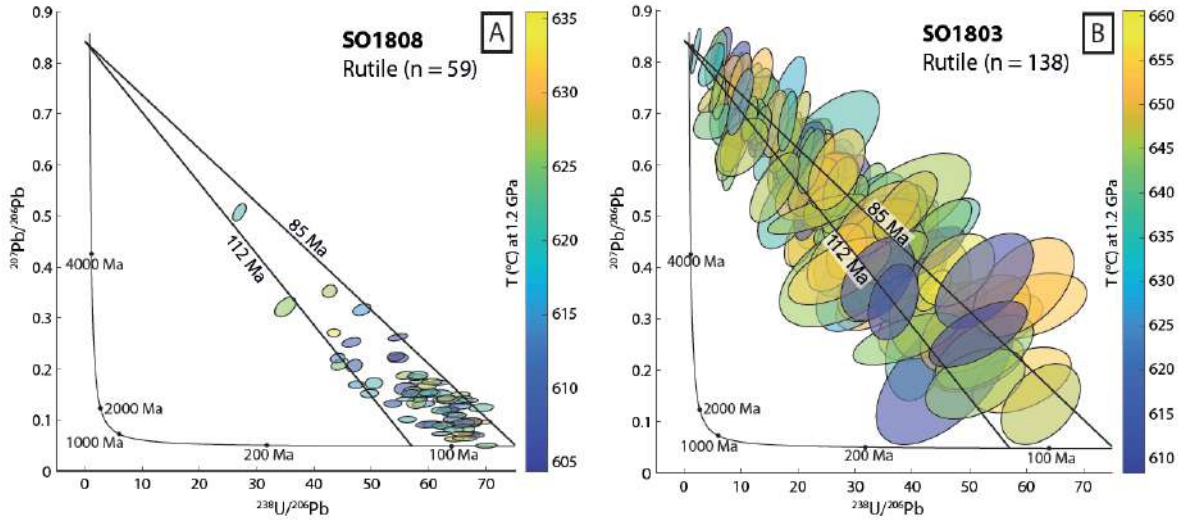 SO1808
Rutile (n = 59)
A
0.9
0.8
0.7
0.6
0.5
0.4
0.3
0.2
0.1
0
²⁰⁷Pb/²⁰⁶Pb
85 Ma
112 Ma
4000 Ma
2000 Ma
1000 Ma
200 Ma
100 Ma
0 10 20 30 40 50 60 70
²³⁸U/²⁰⁶Pb
635
630
625
620
615
610
605
T (°C) at 1.2 GPa
SO1803
Rutile (n = 138)
B
0.9
0.8
0.7
0.6
0.5
0.4
0.3
0.2
0.1
0
²⁰⁷Pb/²⁰⁶Pb
85 Ma
112 Ma
4000 Ma
2000 Ma
1000 Ma
200 Ma
100 Ma
0 10 20 30 40 50 60 70
²³⁸U/²⁰⁶Pb
660
655
650
645
640
635
630
625
620
615
610
T (°C) at 1.2 GPa